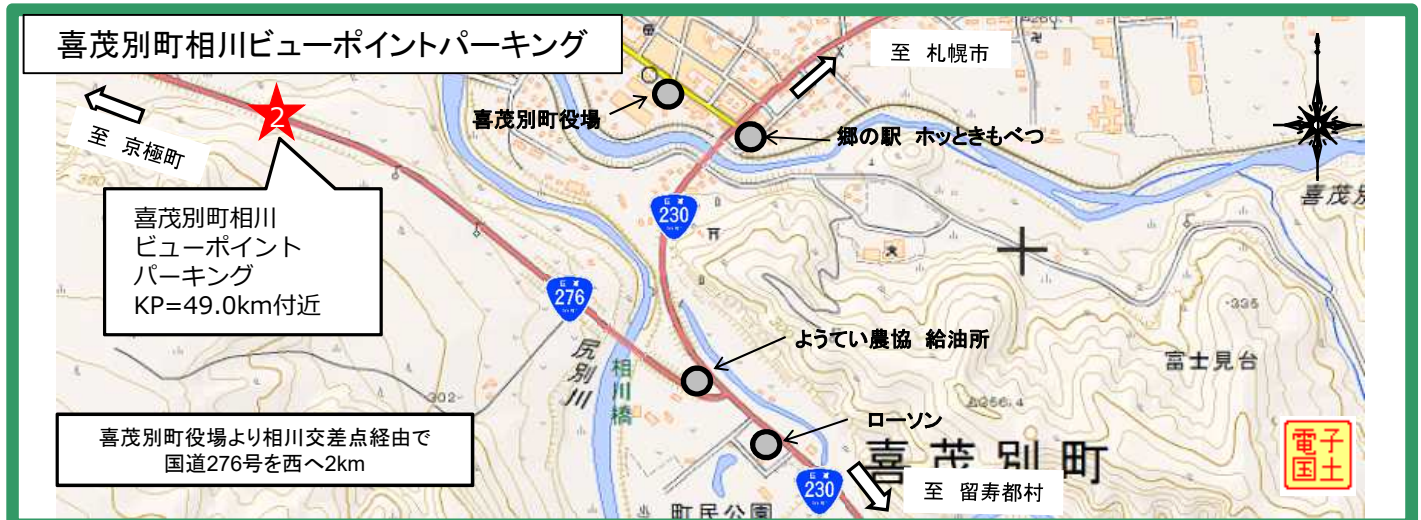 喜茂別町相川ビューポイントパーキング
至 札幌市
2
喜茂別町役場
郷の駅 ホッときもべつ
至 京極町
喜茂別町相川
ビューポイント
パーキング
KP=49.0km付近
230
喜茂別
276
335
ようてい農協 給油所
尻別川
相川橋
富士見台
302
266.4
ローソン
喜茂別町役場より相川交差点経由で
国道276号を西へ2km
喜茂別町
電子
国土
230
至 留寿都村
町民公園